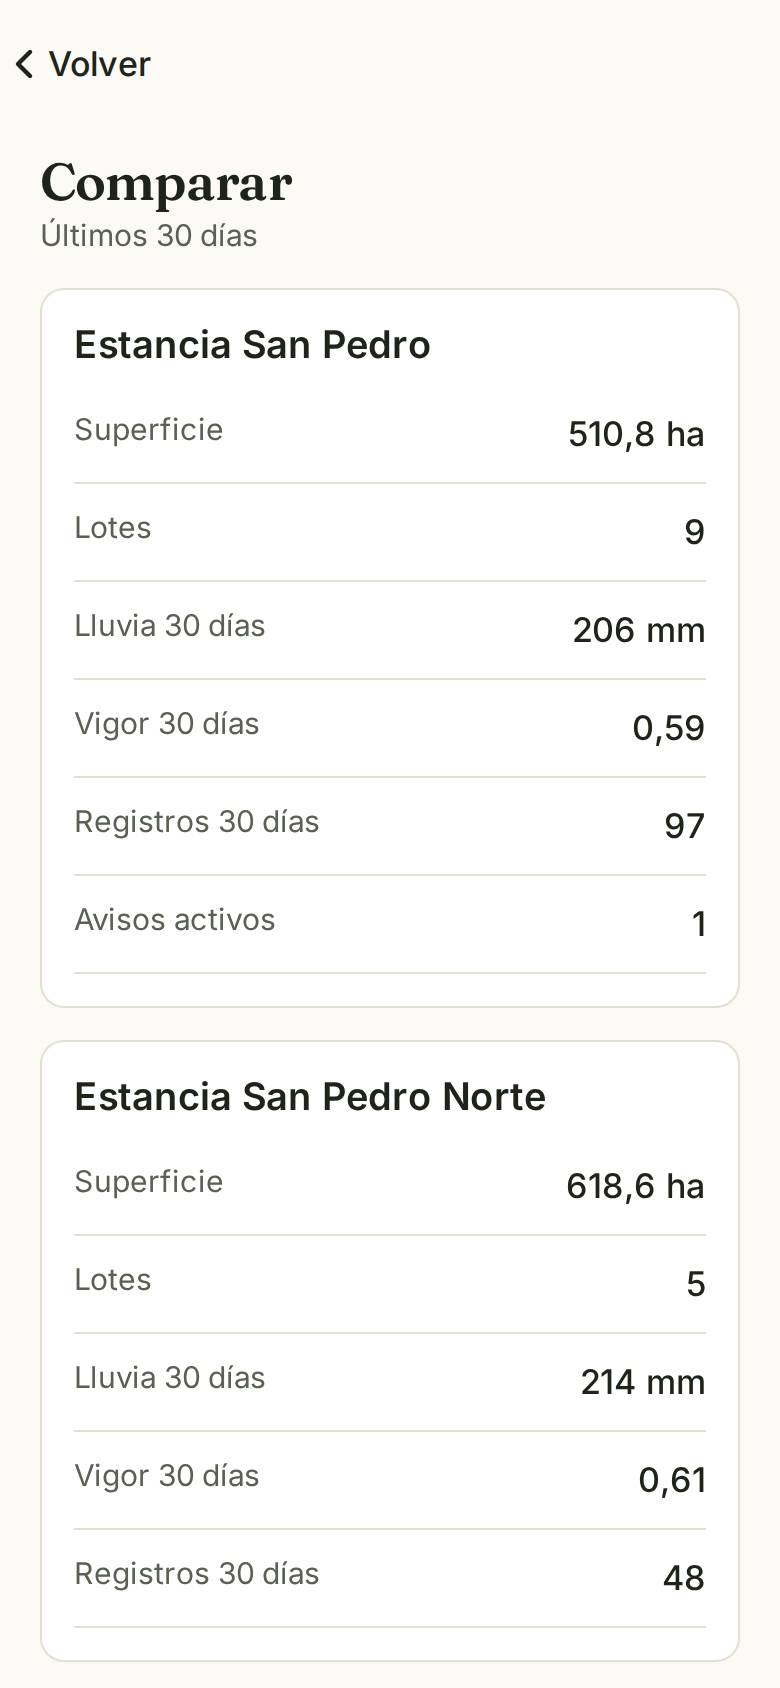 Volver
Comparar
Últimos 30 días
Estancia San Pedro
Superficie 510,8 ha
Lotes 9
Lluvia 30 días 206 mm
Vigor 30 días 0,59
Registros 30 días 97
Avisos activos 1
Estancia San Pedro Norte
Superficie 618,6 ha
Lotes 5
Lluvia 30 días 214 mm
Vigor 30 días 0,61
Registros 30 días 48